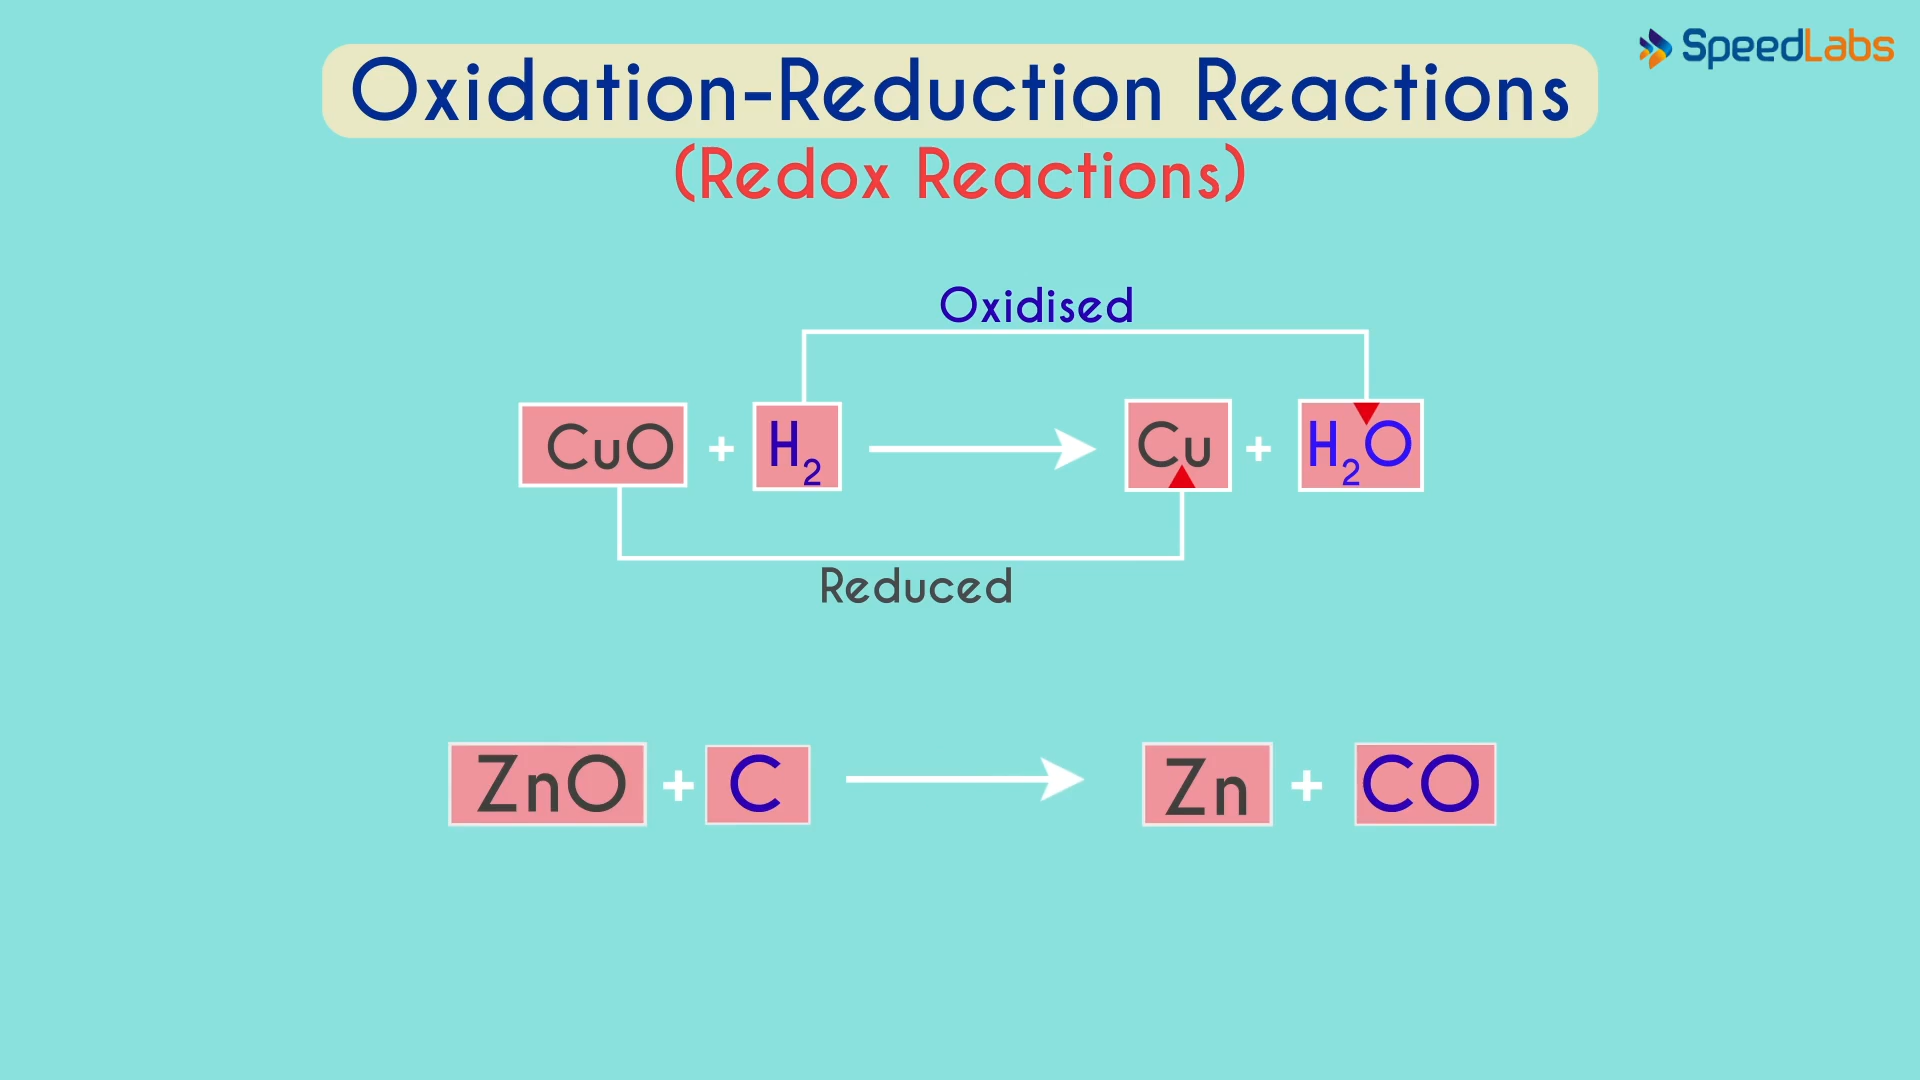 SpeedLabs
Oxidation-Reduction Reactions
(Redox Reactions)
Oxidised
CuO + H₂ → Cu + H₂O
Reduced
ZnO + C → Zn + CO